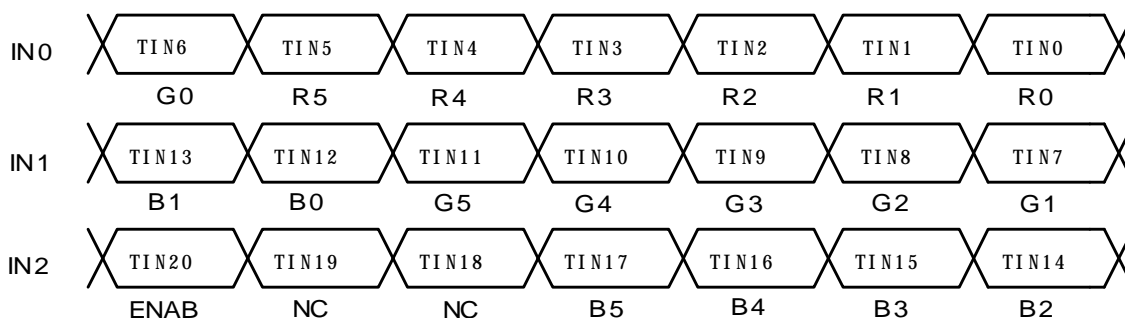 IN0 TIN6 TIN5 TIN4 TIN3 TIN2 TIN1 TIN0
G0 R5 R4 R3 R2 R1 R0
IN1 TIN13 TIN12 TIN11 TIN10 TIN9 TIN8 TIN7
B1 B0 G5 G4 G3 G2 G1
IN2 TIN20 TIN19 TIN18 TIN17 TIN16 TIN15 TIN14
ENAB NC NC B5 B4 B3 B2